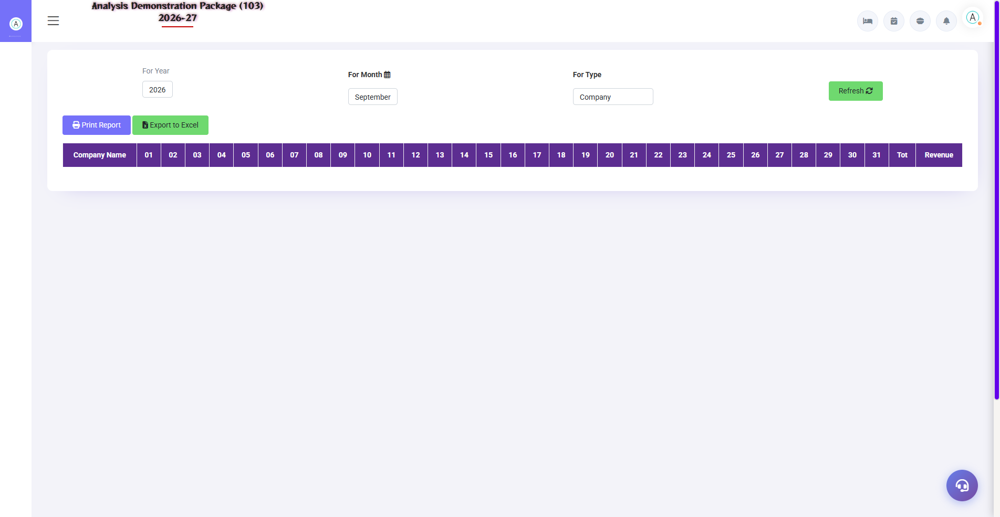 Analysis Demonstration Package (103)
2026-27
A
A
For Year
2026
For Month
September
For Type
Company
Refresh
Print Report
Export to Excel
Company Name 01 02 03 04 05 06 07 08 09 10 11 12 13 14 15 16 17 18 19 20 21 22 23 24 25 26 27 28 29 30 31 Tot Revenue